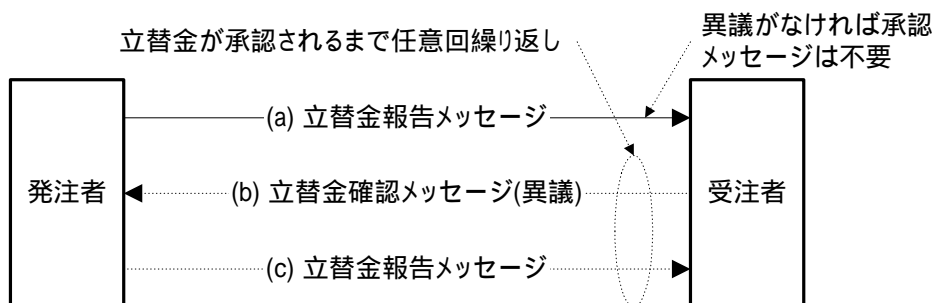 立替金が承認されるまで任意回繰り返し
異議がなければ承認
メッセージは不要
(a) 立替金報告メッセージ
発注者
(b) 立替金確認メッセージ(異議)
受注者
(c) 立替金報告メッセージ